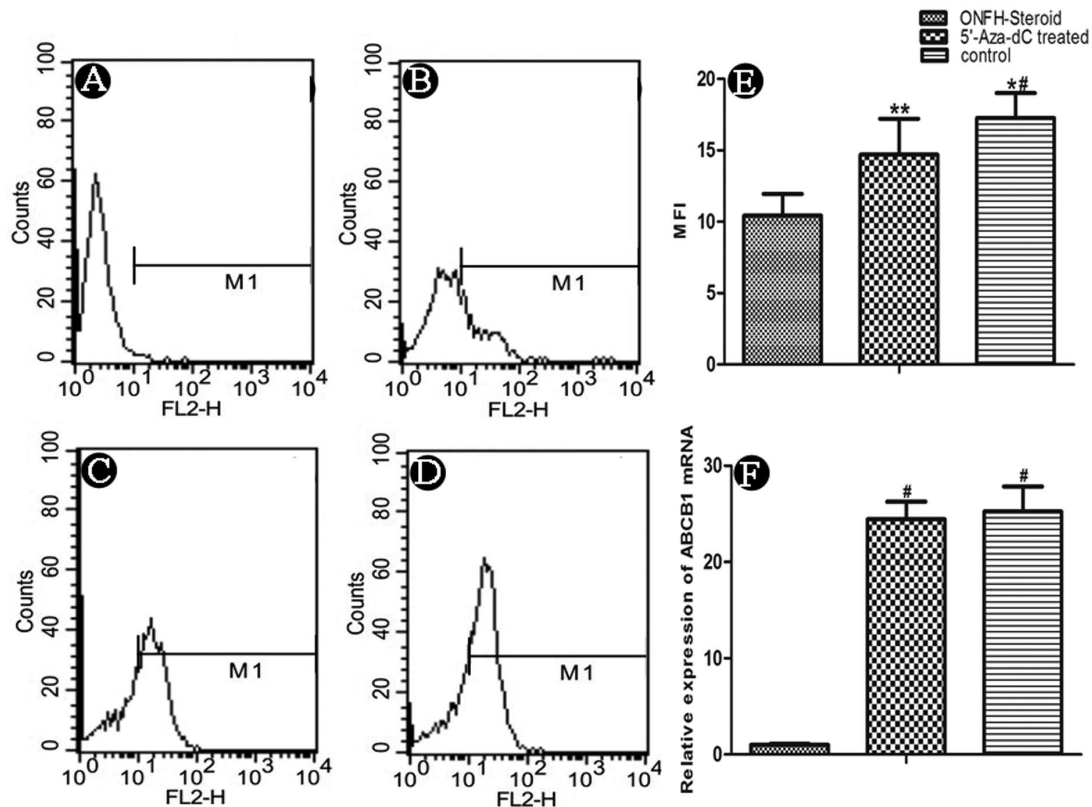 ONFH-Steroid
5'-Aza-dC treated
control
A
100
80
60
40
20
0
Counts
M1
10^0 10^1 10^2 10^3 10^4
FL2-H
B
100
80
60
40
20
0
Counts
M1
10^0 10^1 10^2 10^3 10^4
FL2-H
E
20
15
10
5
0
MFI
**
*#
C
100
80
60
40
20
0
Counts
M1
10^0 10^1 10^2 10^3 10^4
FL2-H
D
100
80
60
40
20
0
Counts
M1
10^0 10^1 10^2 10^3 10^4
FL2-H
F
30
20
10
0
Relative expression of ABCB1 mRNA
#
#